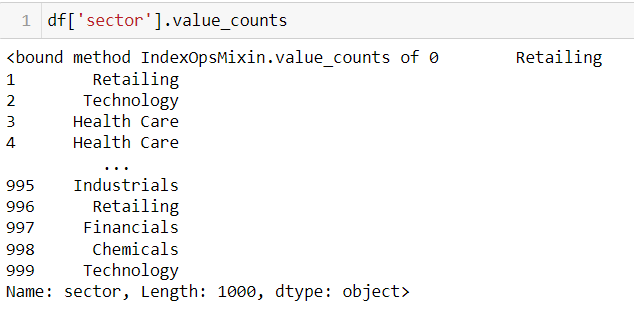 1 df['sector'].value_counts
<bound method IndexOpsMixin.value_counts of 0       Retailing
1       Retailing
2      Technology
3     Health Care
4     Health Care
         ...
995    Industrials
996      Retailing
997     Financials
998      Chemicals
999     Technology
Name: sector, Length: 1000, dtype: object>